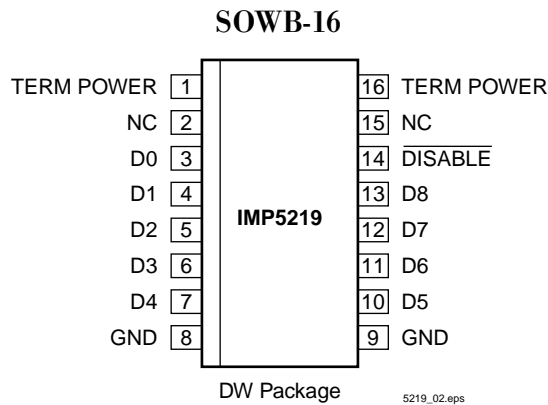 SOWB-16
TERM POWER 1 16 TERM POWER
NC 2 15 NC
D0 3 14 DISABLE
D1 4 13 D8
D2 5 IMP5219 12 D7
D3 6 11 D6
D4 7 10 D5
GND 8 9 GND
DW Package
5219_02.eps